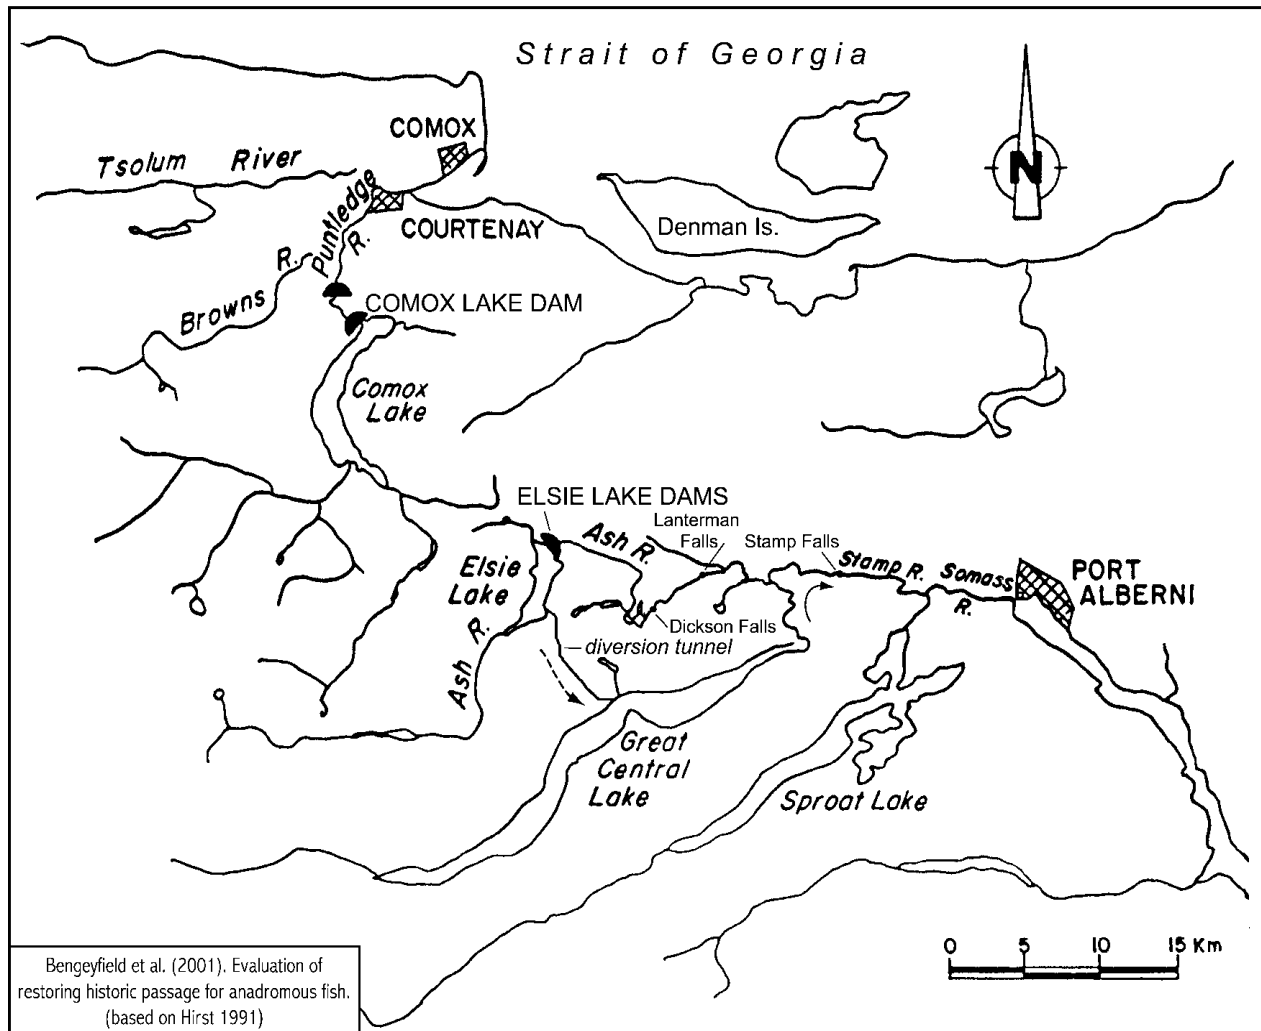 Strait of Georgia
COMOX
Tsolum River
Puntledge
R.
COURTENAY
Denman Is.
N
R.
Browns
COMOX LAKE DAM
Comox
Lake
ELSIE LAKE DAMS
Lanterman
Falls
Ash R.
Stamp Falls
Stamp R.
Somass
R.
PORT
ALBERNI
Elsie
Lake
Dickson Falls
diversion tunnel
Ash R.
Great
Central
Lake
Sproat Lake
0 5 10 15 Km
Bengeyfield et al. (2001). Evaluation of
restoring historic passage for anadromous fish.
(based on Hirst 1991)